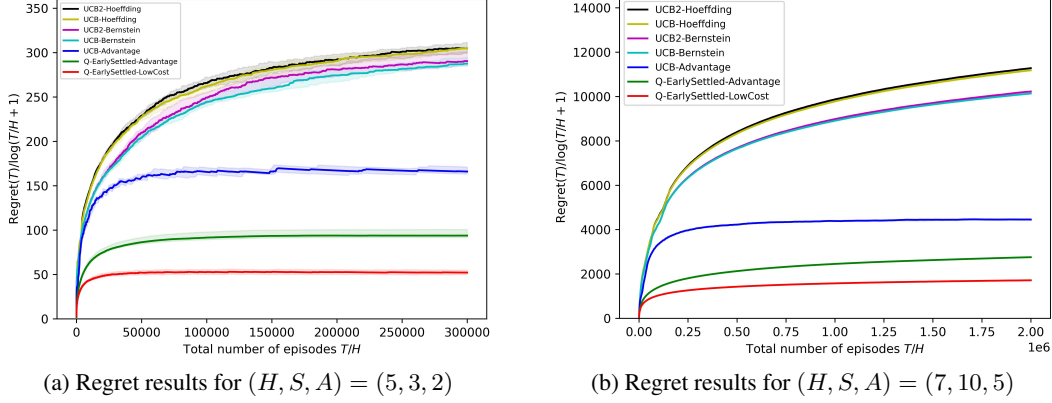 UCB2-Hoeffding
UCB-Hoeffding
UCB2-Bernstein
UCB-Bernstein
UCB-Advantage
Q-EarlySettled-Advantage
Q-EarlySettled-LowCost
Regret(T)/log(T/H + 1)
300
250
200
150
100
50
0
0 50000 100000 150000 200000 250000 300000
Total number of episodes T/H
(a) Regret results for (H, S, A) = (5, 3, 2)
UCB2-Hoeffding
UCB-Hoeffding
UCB2-Bernstein
UCB-Bernstein
UCB-Advantage
Q-EarlySettled-Advantage
Q-EarlySettled-LowCost
Regret(T)/log(T/H + 1)
14000
12000
10000
8000
6000
4000
2000
0
0.00 0.25 0.50 0.75 1.00 1.25 1.50 1.75 2.00
1e6
Total number of episodes T/H
(b) Regret results for (H, S, A) = (7, 10, 5)